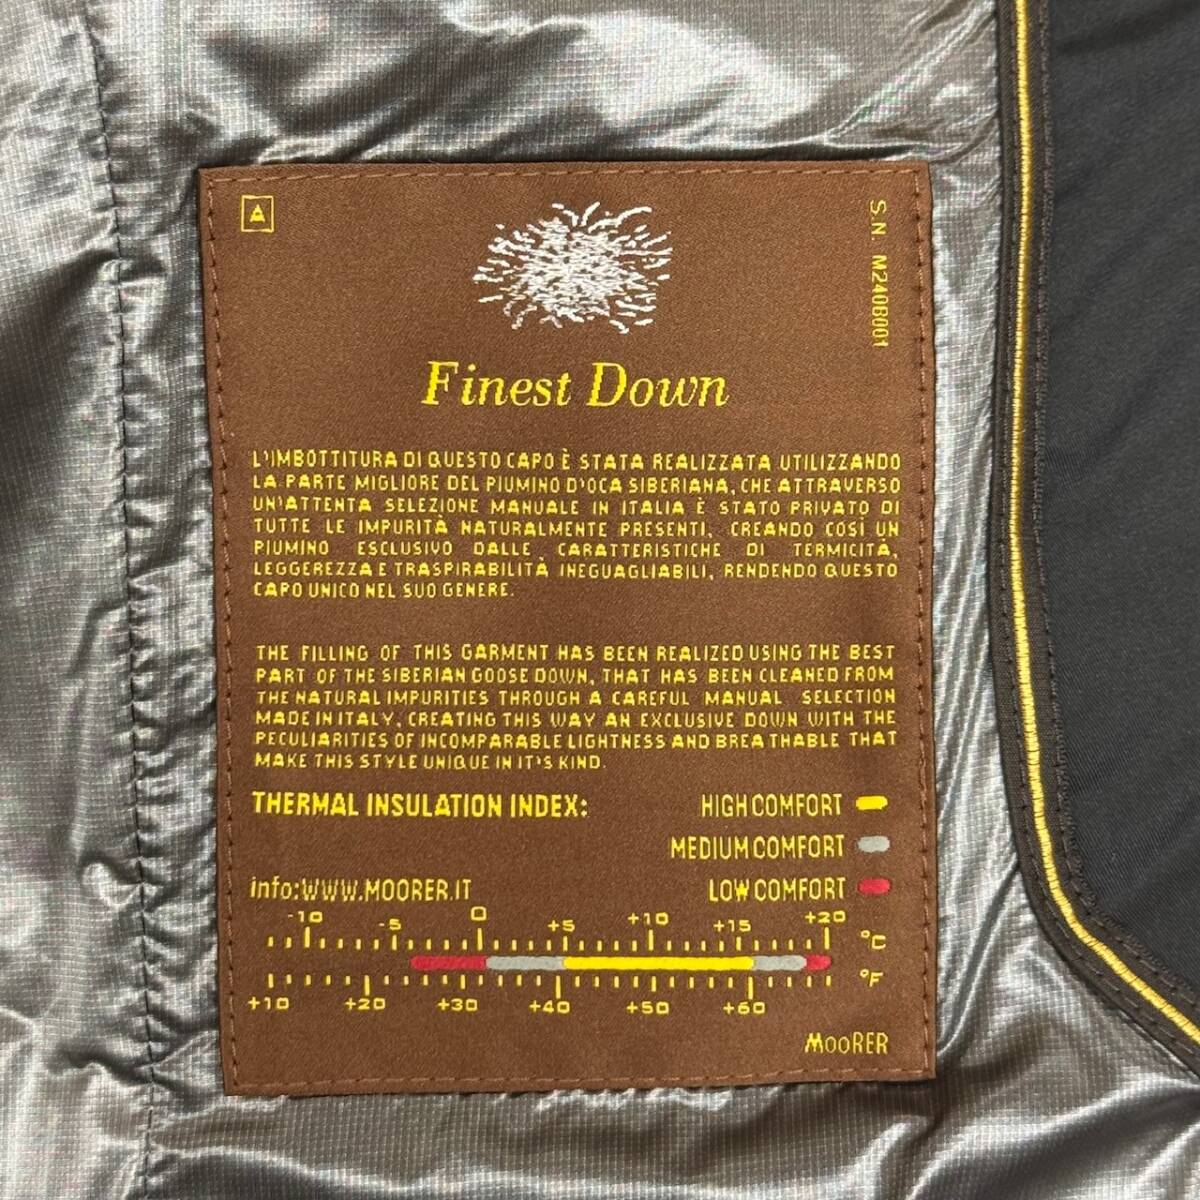 A
S.N. M240B001
Finest Down
L'IMBOTTITURA DI QUESTO CAPO È STATA REALIZZATA UTILIZZANDO
LA PARTE MIGLIORE DEL PIUMINO D'OCA SIBERIANA, CHE ATTRAVERSO
UN'ATTENTA SELEZIONE MANUALE IN ITALIA È STATO PRIVATO DI
TUTTE LE IMPURITÀ NATURALMENTE PRESENTI, CREANDO COSÌ UN
PIUMINO ESCLUSIVO DALLE CARATTERISTICHE DI TERMICITÀ,
LEGGEREZZA E TRASPIRABILITÀ INEGUAGLIABILI, RENDENDO QUESTO
CAPO UNICO NEL SUO GENERE.
THE FILLING OF THIS GARMENT HAS BEEN REALIZED USING THE BEST
PART OF THE SIBERIAN GOOSE DOWN, THAT HAS BEEN CLEANED FROM
THE NATURAL IMPURITIES THROUGH A CAREFUL MANUAL SELECTION
MADE IN ITALY, CREATING THIS WAY AN EXCLUSIVE DOWN WITH THE
PECULIARITIES OF INCOMPARABLE LIGHTNESS AND BREATHABLE THAT
MAKE THIS STYLE UNIQUE IN IT'S KIND.
THERMAL INSULATION INDEX: HIGH COMFORT
MEDIUM COMFORT
info:WWW.MOORER.IT LOW COMFORT
-10 -5 0 +5 +10 +15 +20
°C
°F
+10 +20 +30 +40 +50 +60
MooRER